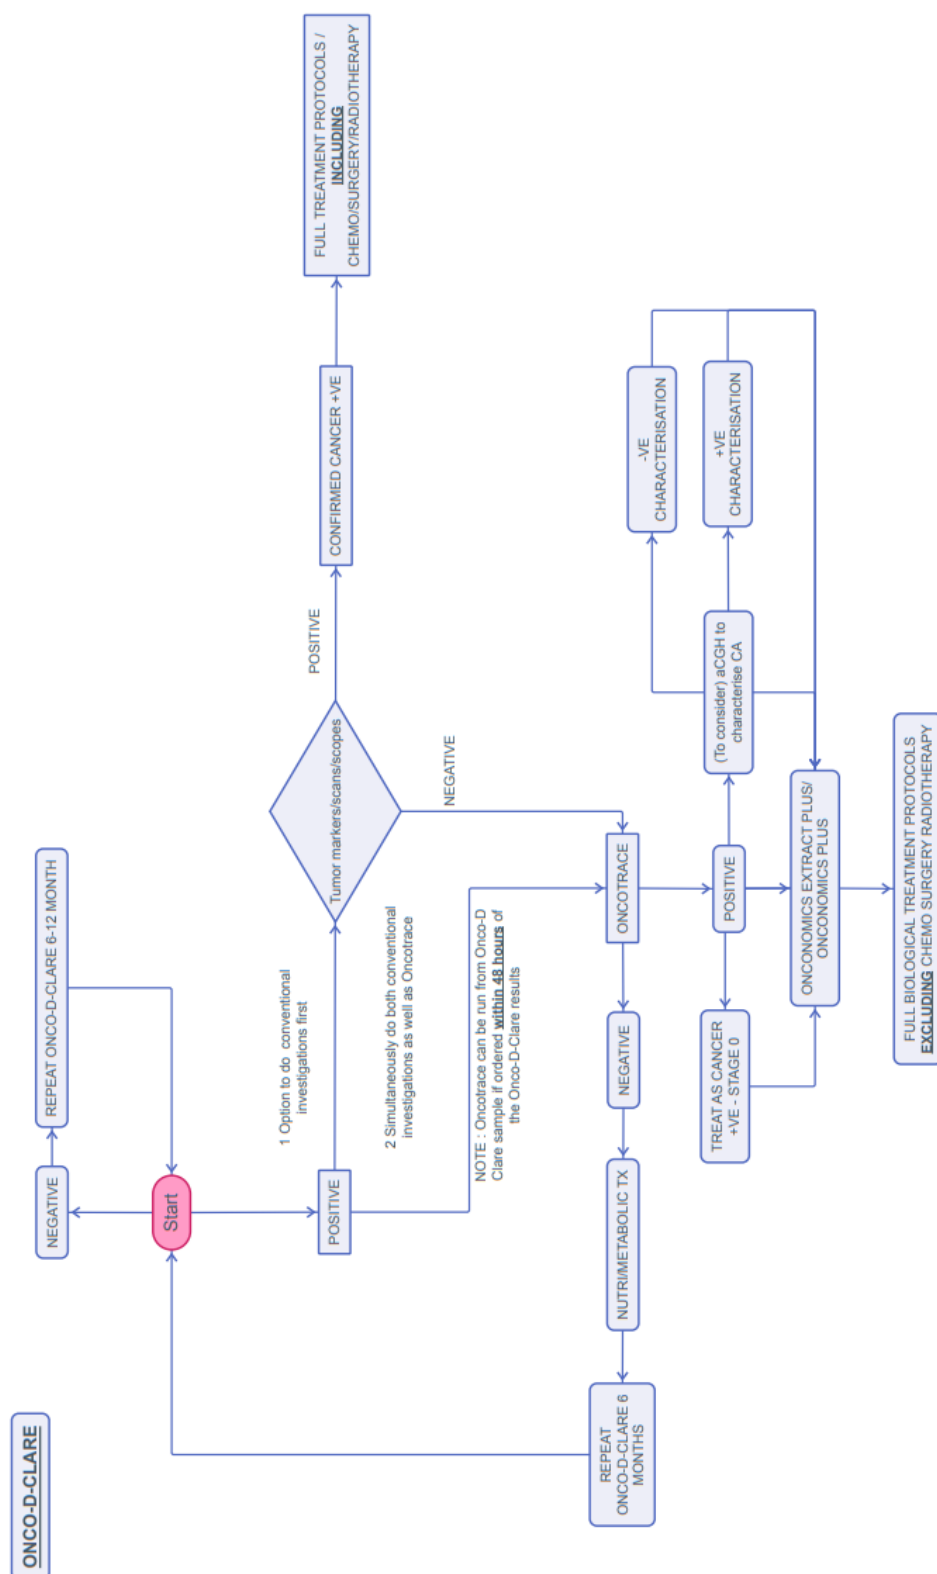 ONCO-D-CLARE
NEGATIVE
REPEAT ONCO-D-CLARE 6-12 MONTH
Start
POSITIVE
1 Option to do conventional
investigations first
2 Simultaneously do both conventional
investigations as well as Oncotrace
NOTE : Oncotrace can be run from Onco-D
Clare sample if ordered within 48 hours of
the Onco-D-Clare results
Tumor markers/scans/scopes
POSITIVE
CONFIRMED CANCER +VE
FULL TREATMENT PROTOCOLS /
INCLUDING
CHEMO/SURGERY/RADIOTHERAPY
NEGATIVE
ONCOTRACE
NEGATIVE
NUTRI/METABOLIC TX
REPEAT
ONCO-D-CLARE 6
MONTHS
POSITIVE
TREAT AS CANCER
+VE - STAGE 0
(To consider) aCGH to
characterise CA
-VE
CHARACTERISATION
+VE
CHARACTERISATION
ONCONOMICS EXTRACT PLUS/
ONCONOMICS PLUS
FULL BIOLOGICAL TREATMENT PROTOCOLS
EXCLUDING CHEMO SURGERY RADIOTHERAPY